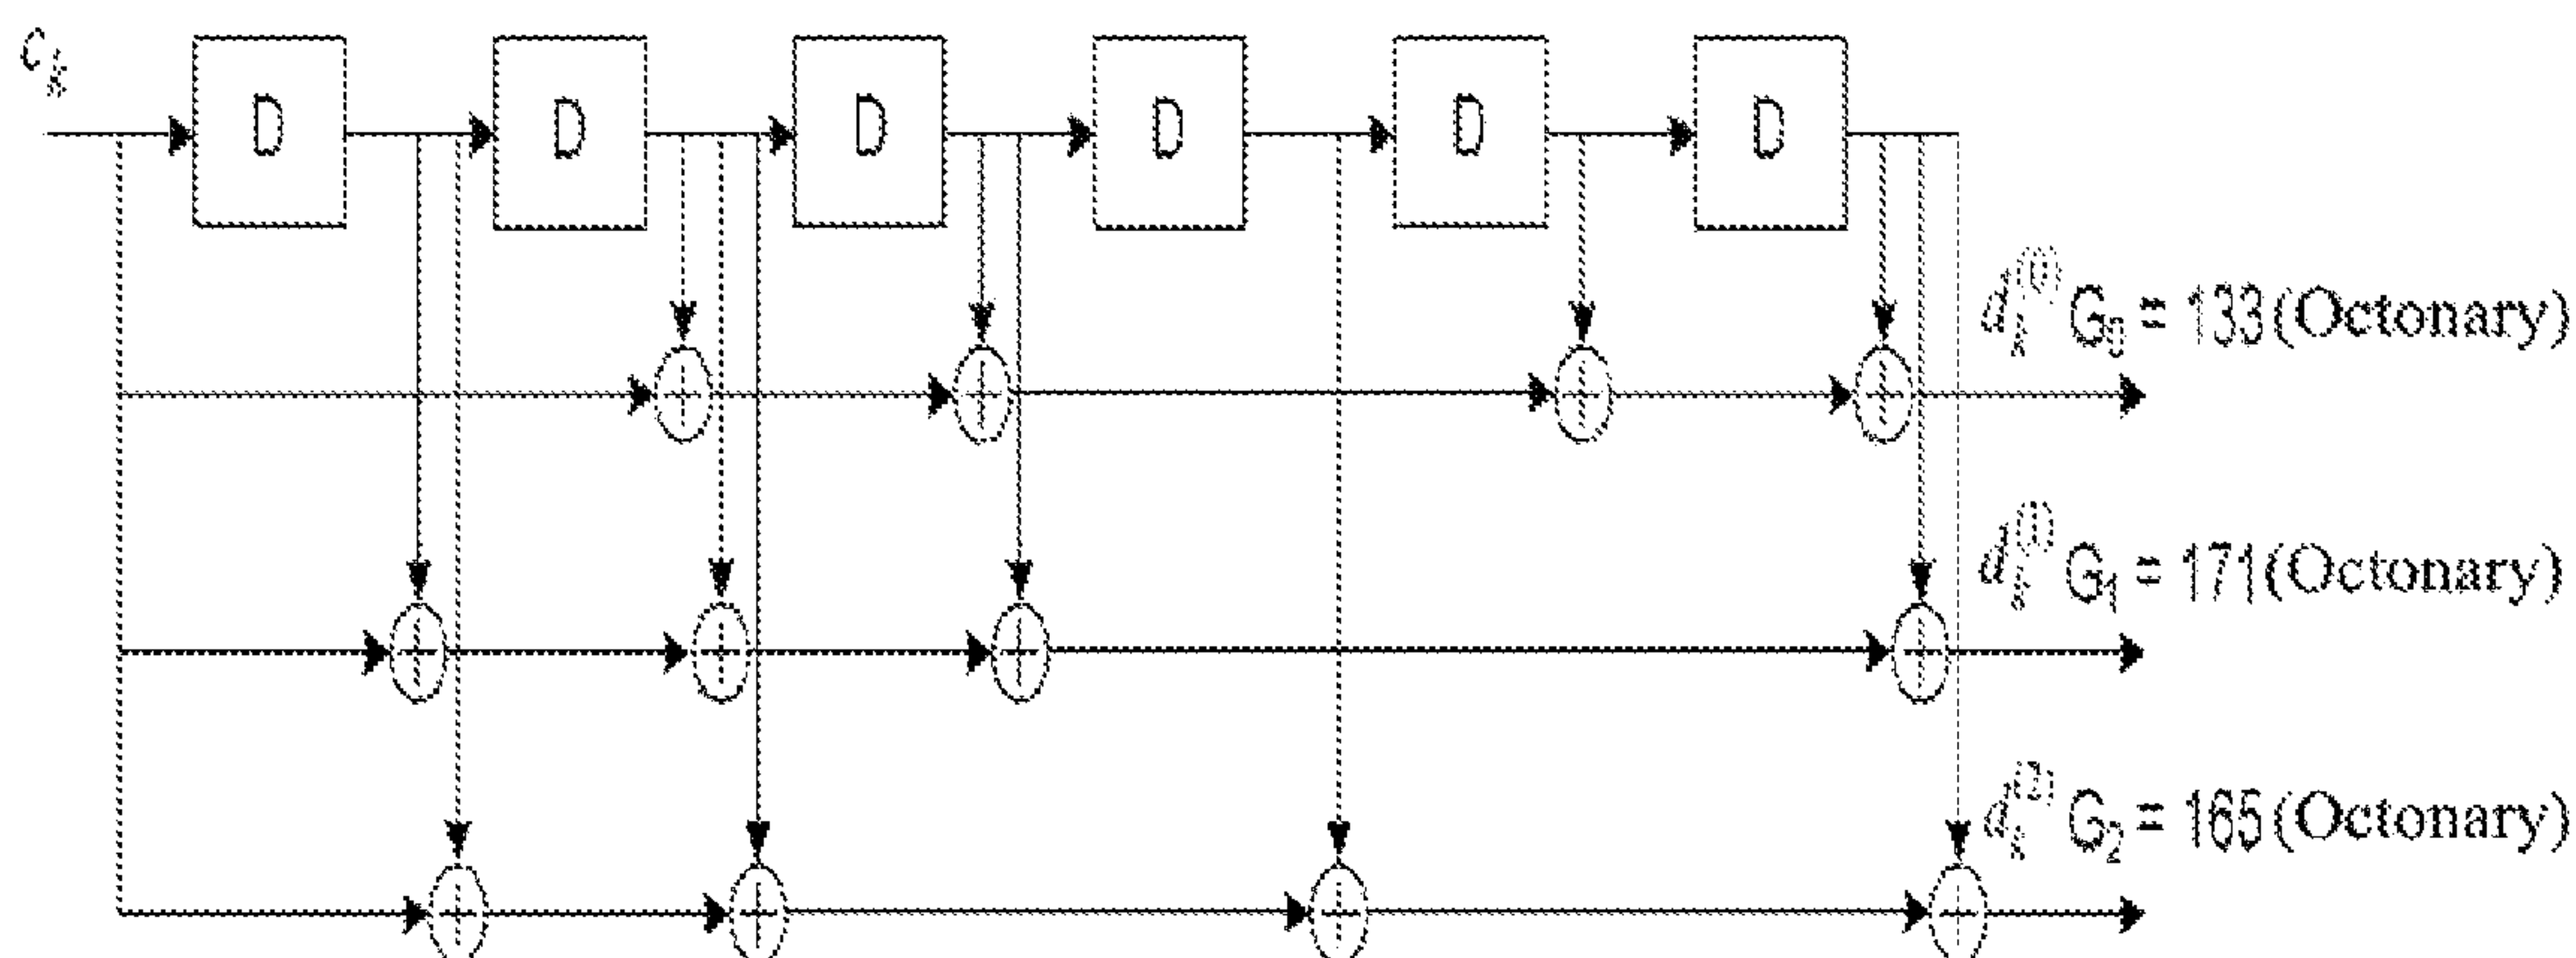 c_k
D D D D D D
d_k^(0) G_0 = 133 (Octonary)
d_k^(1) G_1 = 171 (Octonary)
d_k^(2) G_2 = 165 (Octonary)